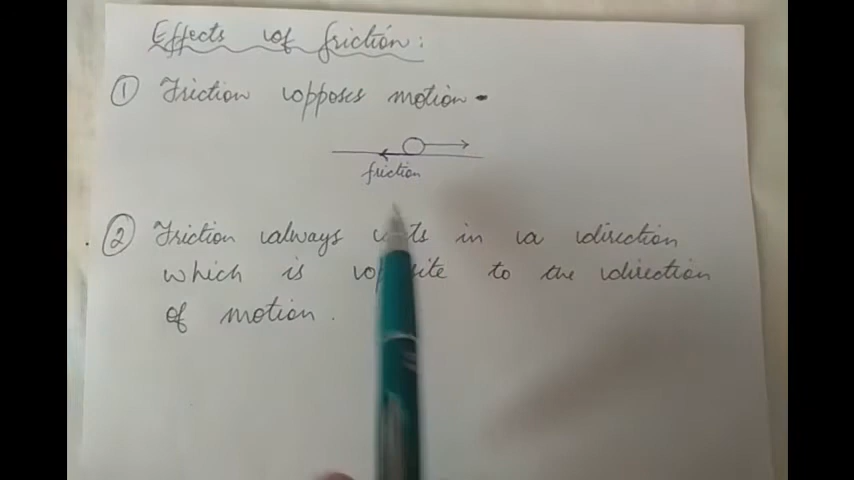 Effects of friction:
① Friction opposes motion-
friction
② Friction always in a direction
which is to the direction
of motion.